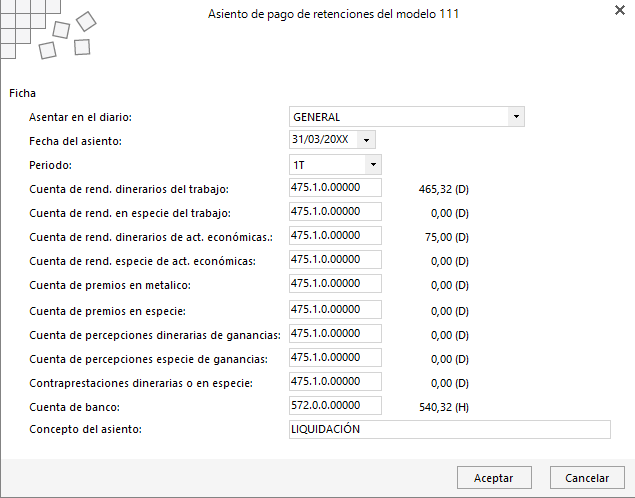 Asiento de pago de retenciones del modelo 111
Ficha
Asentar en el diario: GENERAL
Fecha del asiento: 31/03/20XX
Periodo: 1T
Cuenta de rend. dinerarios del trabajo: 475.1.0.00000 465,32 (D)
Cuenta de rend. en especie del trabajo: 475.1.0.00000 0,00 (D)
Cuenta de rend. dinerarios de act. económicas.: 475.1.0.00000 75,00 (D)
Cuenta de rend. especie de act. económicas: 475.1.0.00000 0,00 (D)
Cuenta de premios en metalico: 475.1.0.00000 0,00 (D)
Cuenta de premios en especie: 475.1.0.00000 0,00 (D)
Cuenta de percepciones dinerarias de ganancias: 475.1.0.00000 0,00 (D)
Cuenta de percepciones especie de ganancias: 475.1.0.00000 0,00 (D)
Contraprestaciones dinerarias o en especie: 475.1.0.00000 0,00 (D)
Cuenta de banco: 572.0.0.00000 540,32 (H)
Concepto del asiento: LIQUIDACIÓN
Aceptar Cancelar